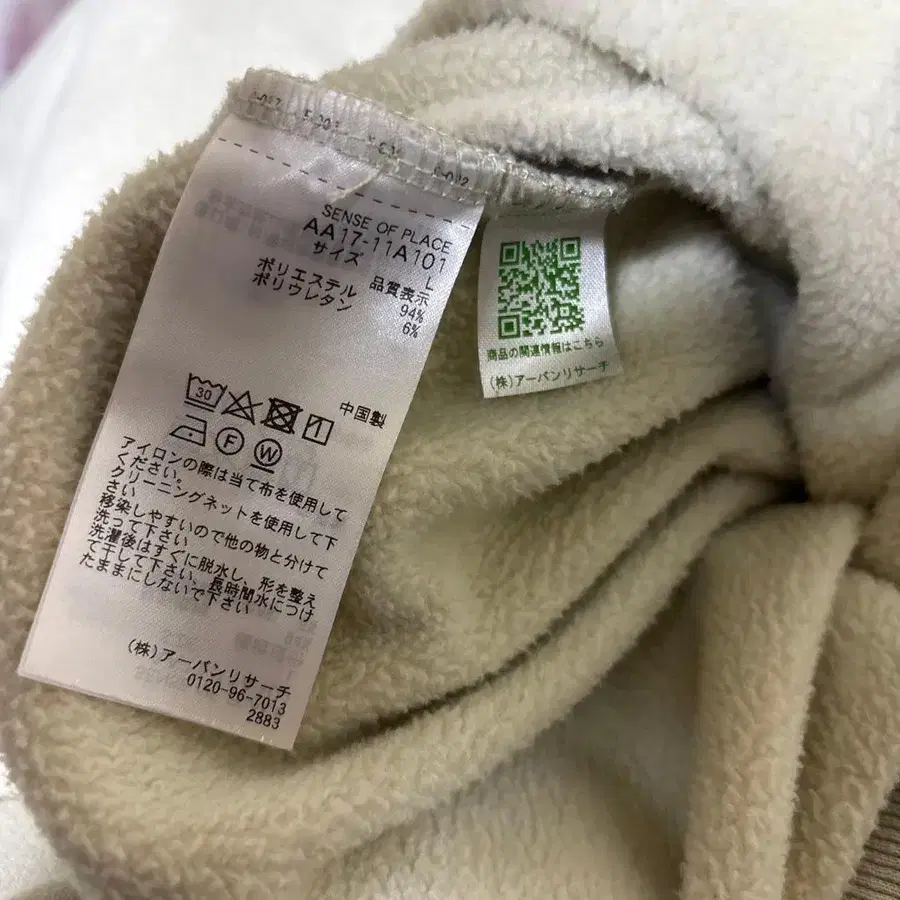 SENSE OF PLACE
AA17-11A101
サイズ L
品質表示
ポリエステル 94%
ポリウレタン 6%
中国製
30
F
W
アイロンの際は当て布を使用して
ください。
クリーニングネットを使用して下
さい
移染しやすいので他の物と分けて
洗って下さい
洗濯後はすぐに脱水し、形を整え
て干して下さい。長時間水につけ
たままにしないで下さい
(株)アーバンリサーチ
0120-96-7013
2883
商品の関連情報はこちら
(株)アーバンリサーチ